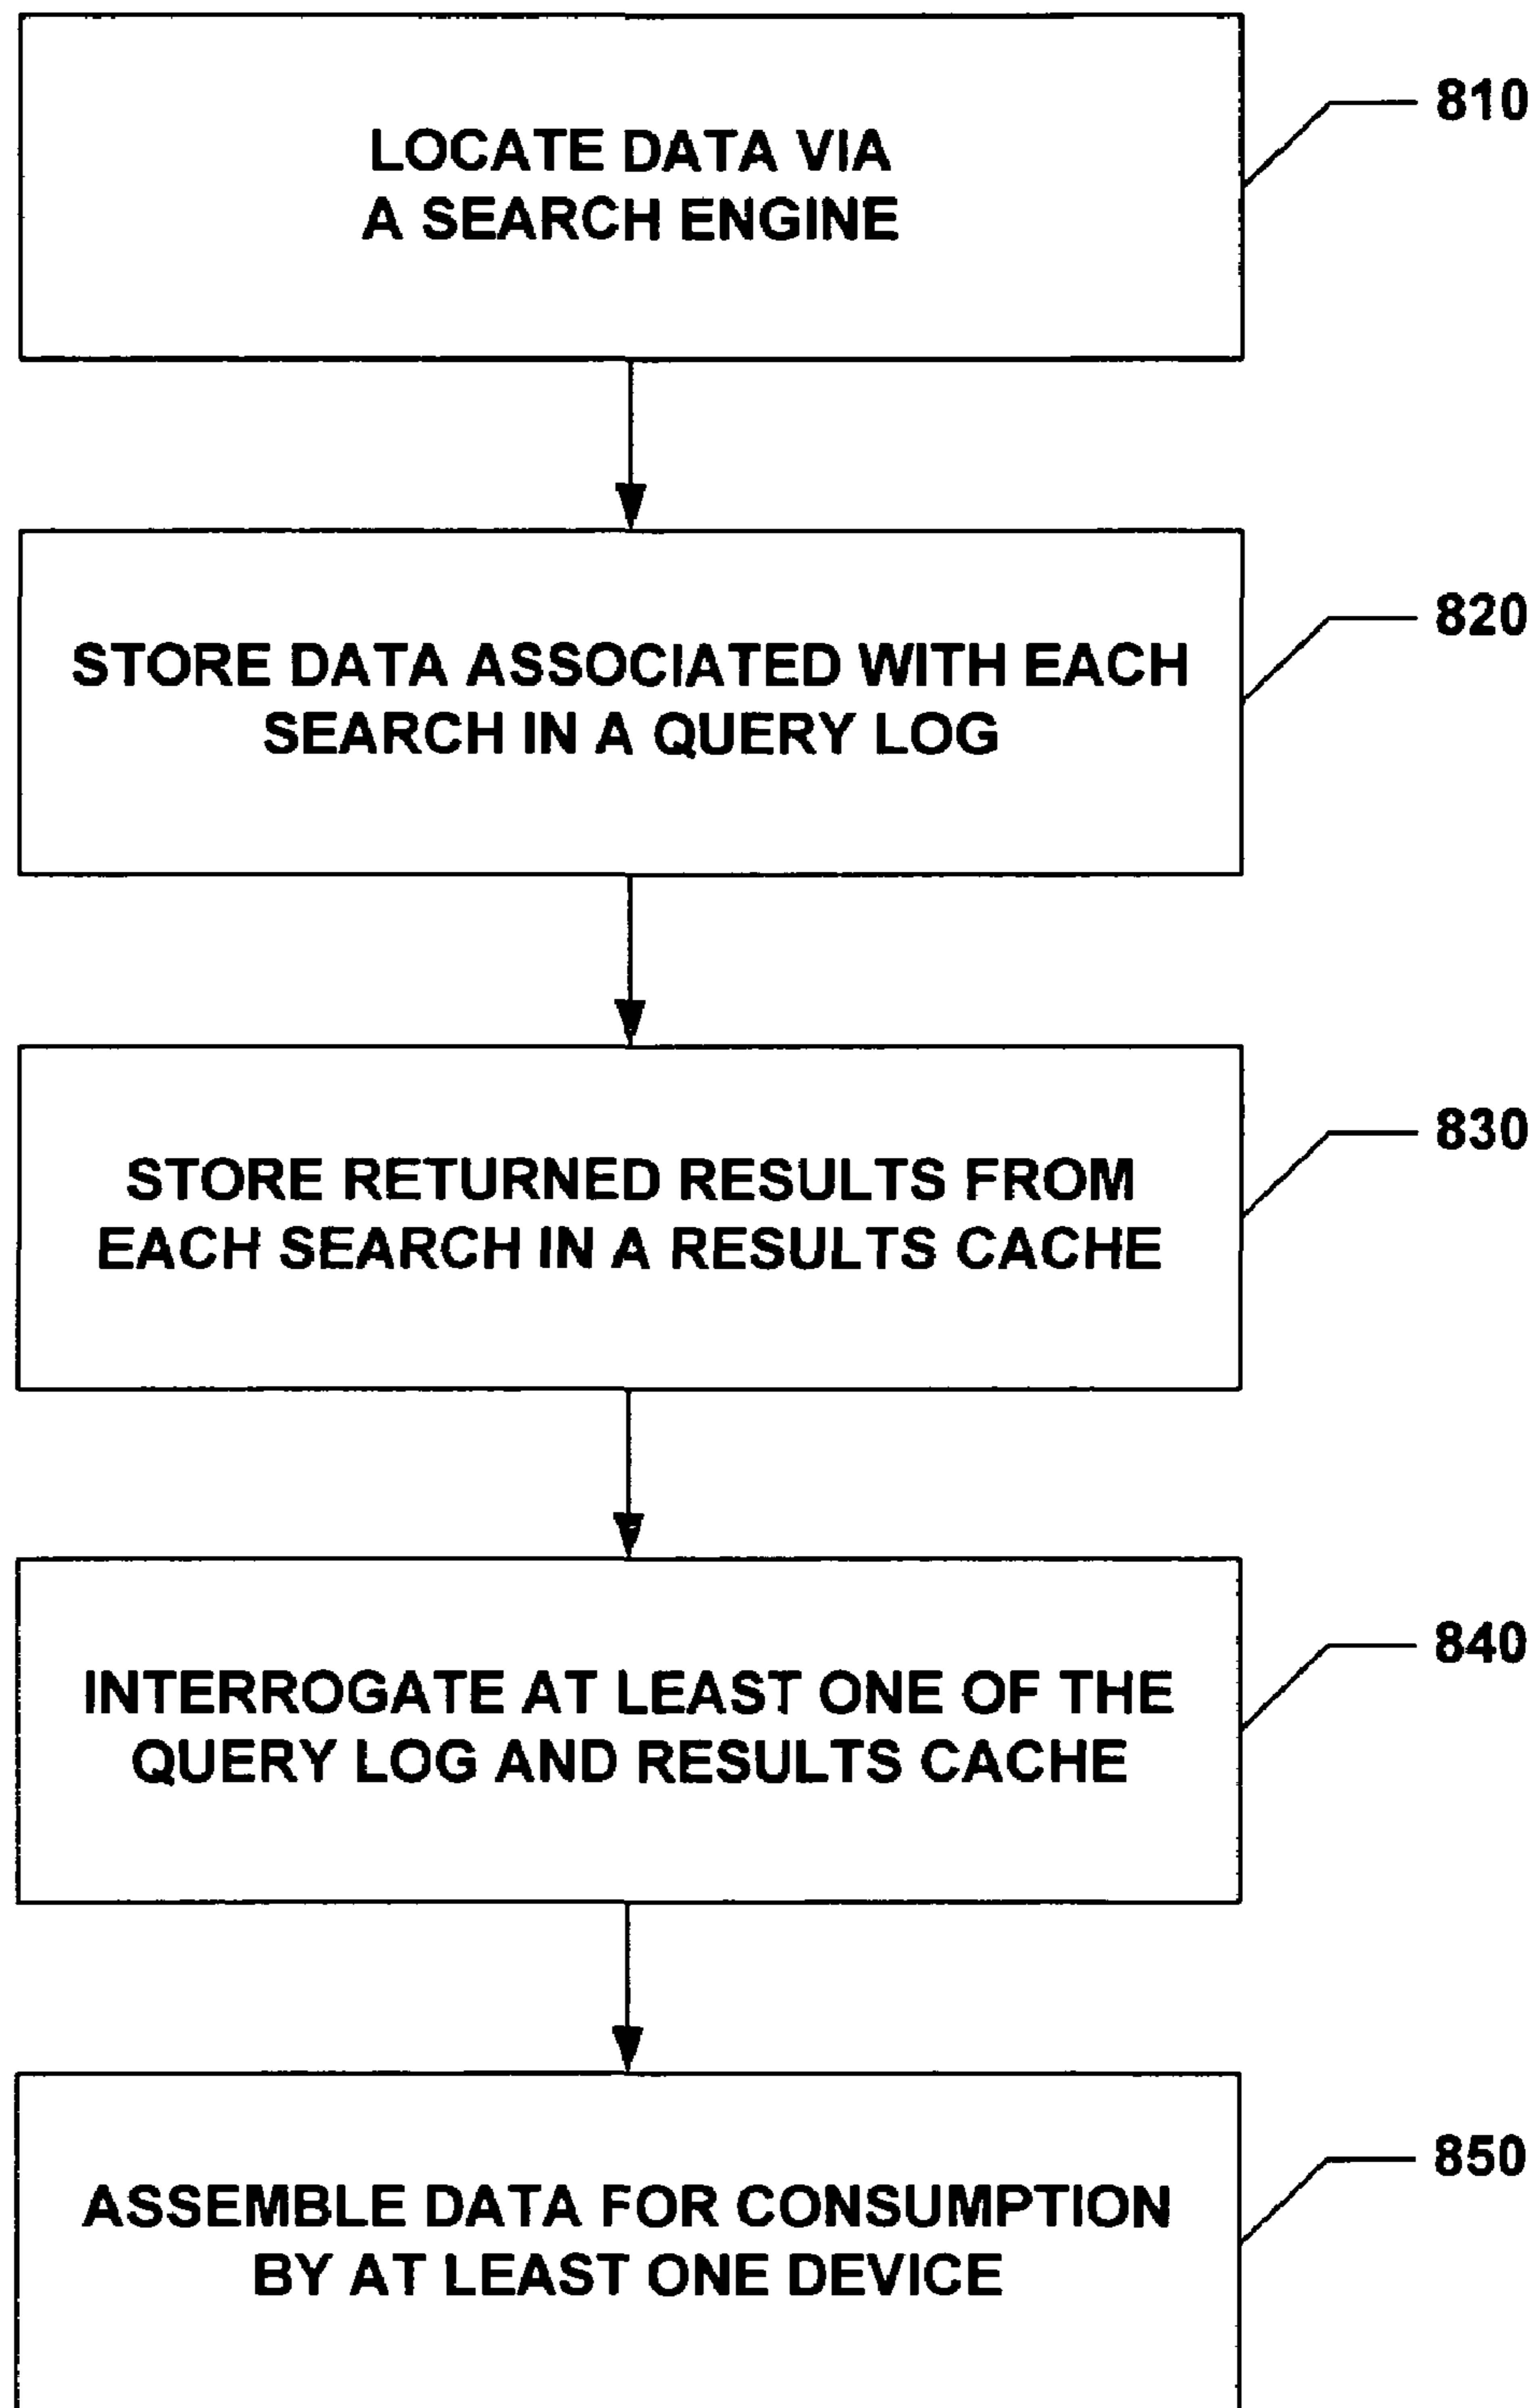 810
LOCATE DATA VIA
A SEARCH ENGINE
820
STORE DATA ASSOCIATED WITH EACH
SEARCH IN A QUERY LOG
830
STORE RETURNED RESULTS FROM
EACH SEARCH IN A RESULTS CACHE
840
INTERROGATE AT LEAST ONE OF THE
QUERY LOG AND RESULTS CACHE
850
ASSEMBLE DATA FOR CONSUMPTION
BY AT LEAST ONE DEVICE